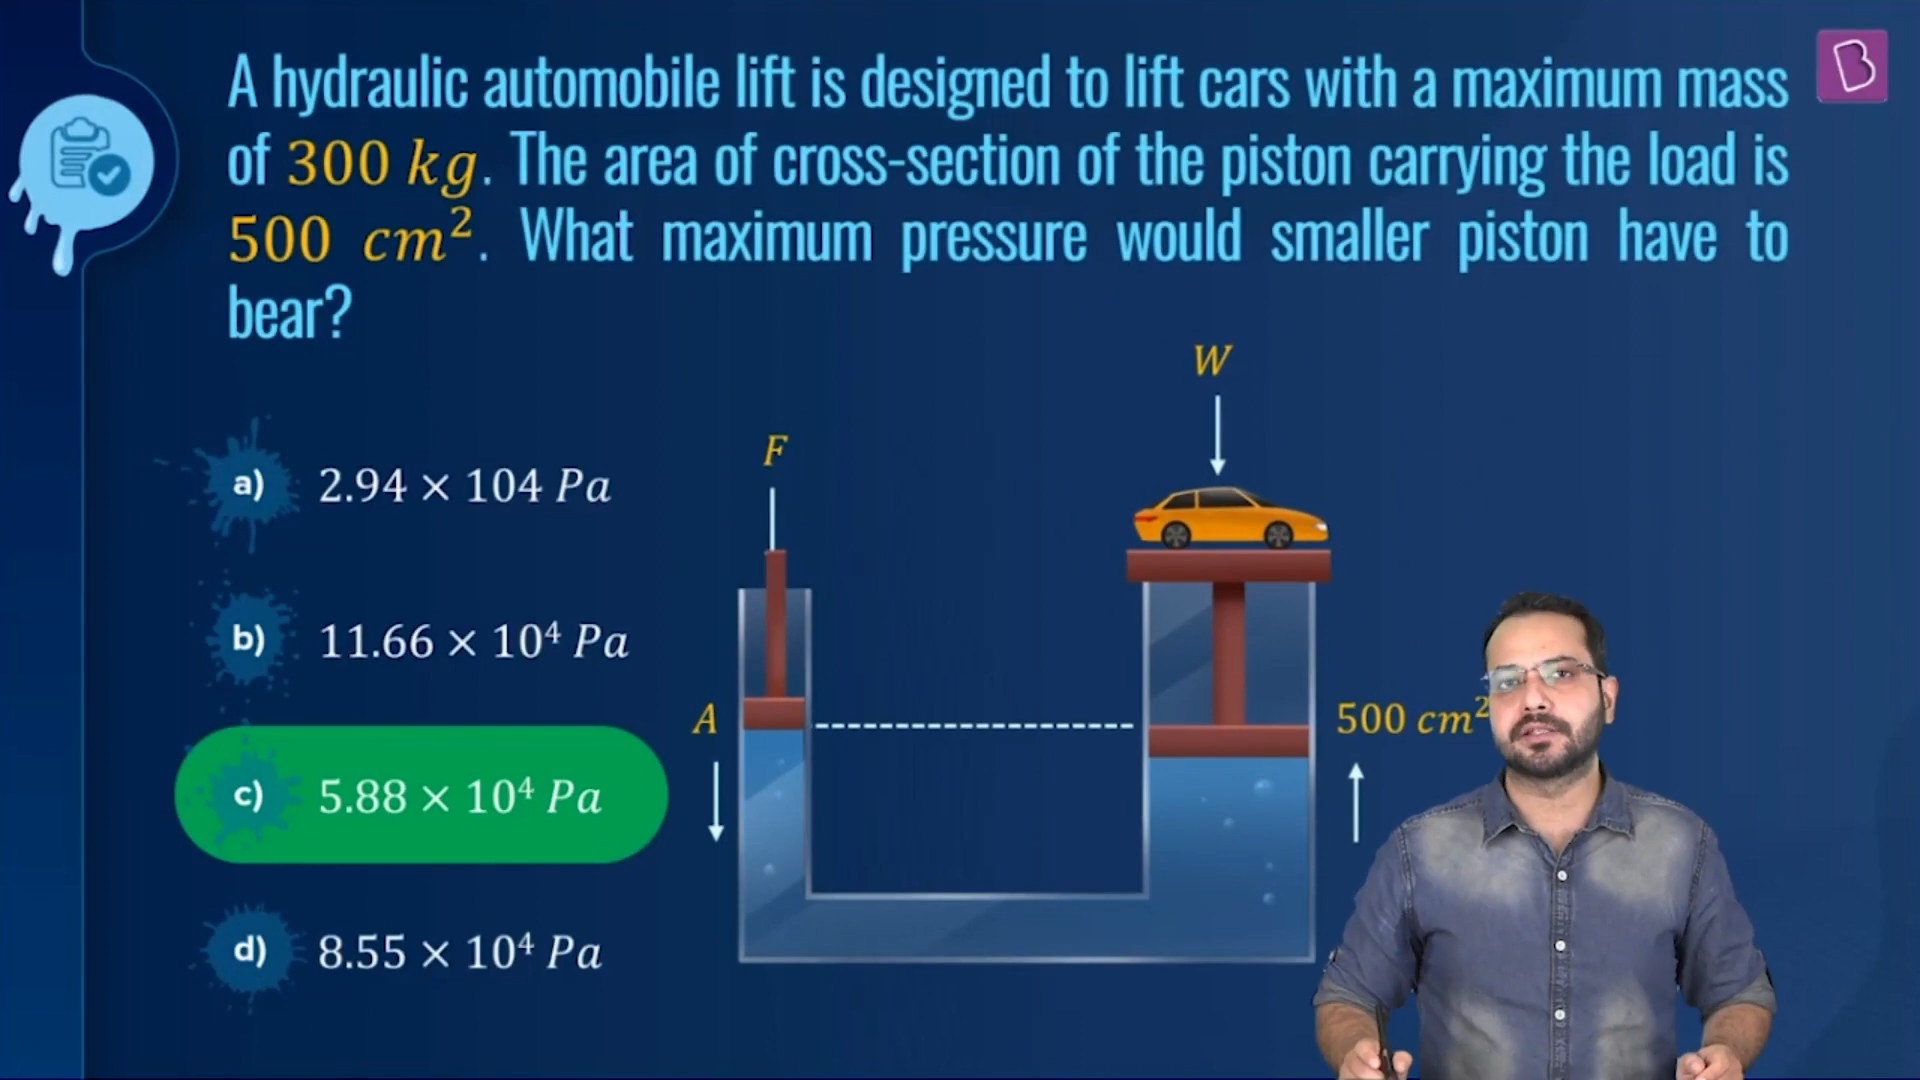 A hydraulic automobile lift is designed to lift cars with a maximum mass
of 300 kg. The area of cross-section of the piston carrying the load is
500 cm². What maximum pressure would smaller piston have to
bear?
W
F
a) 2.94 × 104 Pa
b) 11.66 × 10⁴ Pa
A
500 cm²
c) 5.88 × 10⁴ Pa
d) 8.55 × 10⁴ Pa
B